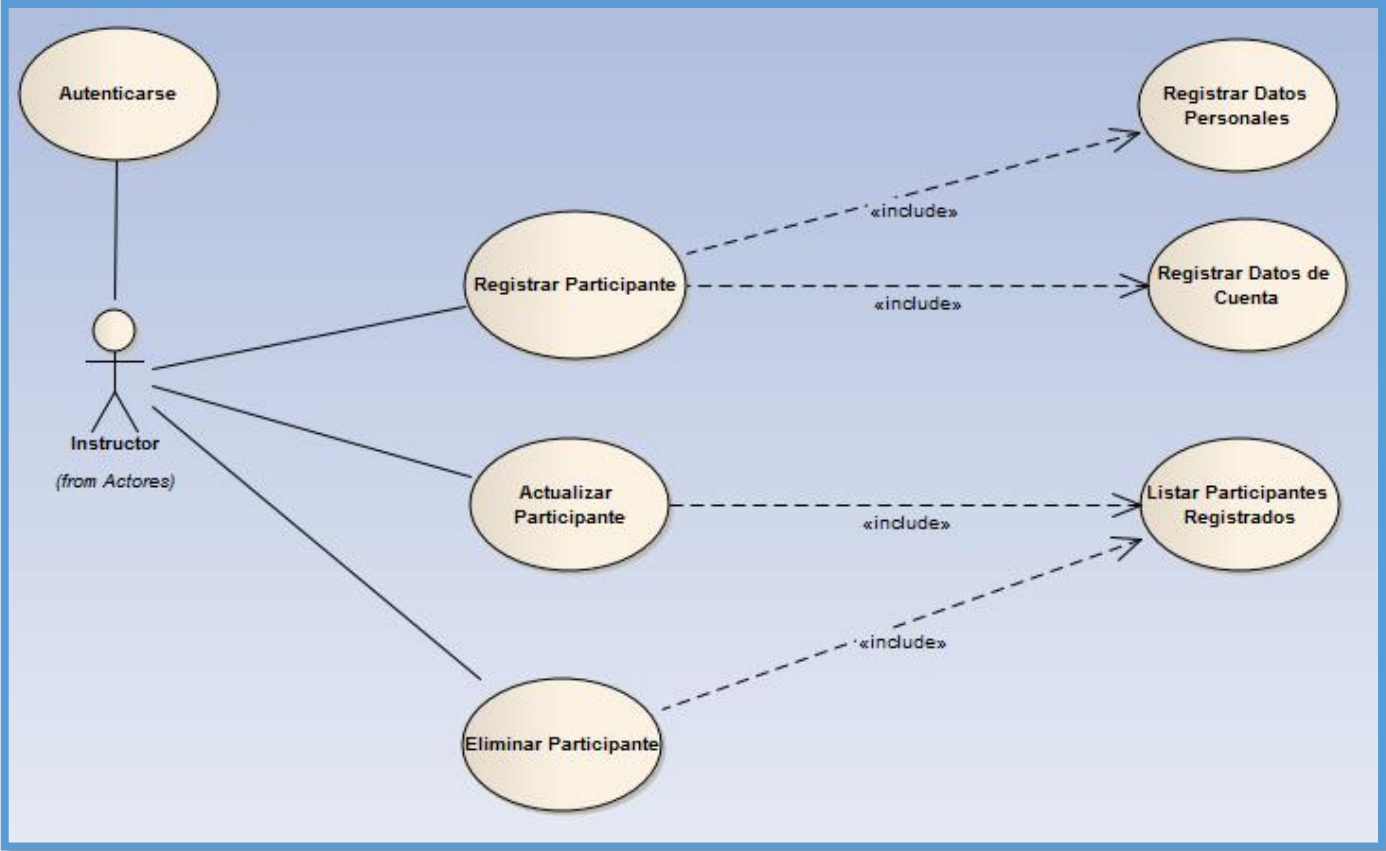 Autenticarse
Registrar Datos
Personales
«include»
Registrar Participante
Registrar Datos de
Cuenta
«include»
Instructor
(from Actores)
Actualizar
Participante
«include»
Listar Participantes
Registrados
«include»
Eliminar Participante